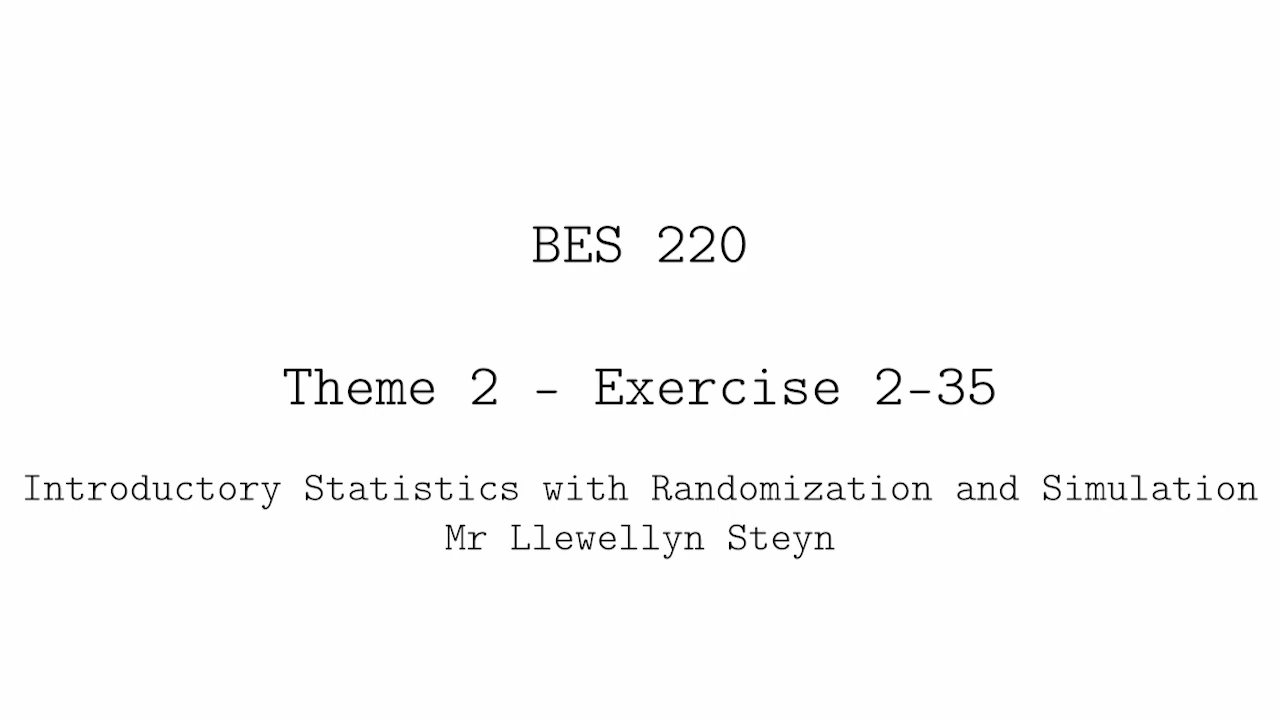 BES 220
Theme 2 - Exercise 2-35
Introductory Statistics with Randomization and Simulation
Mr Llewellyn Steyn